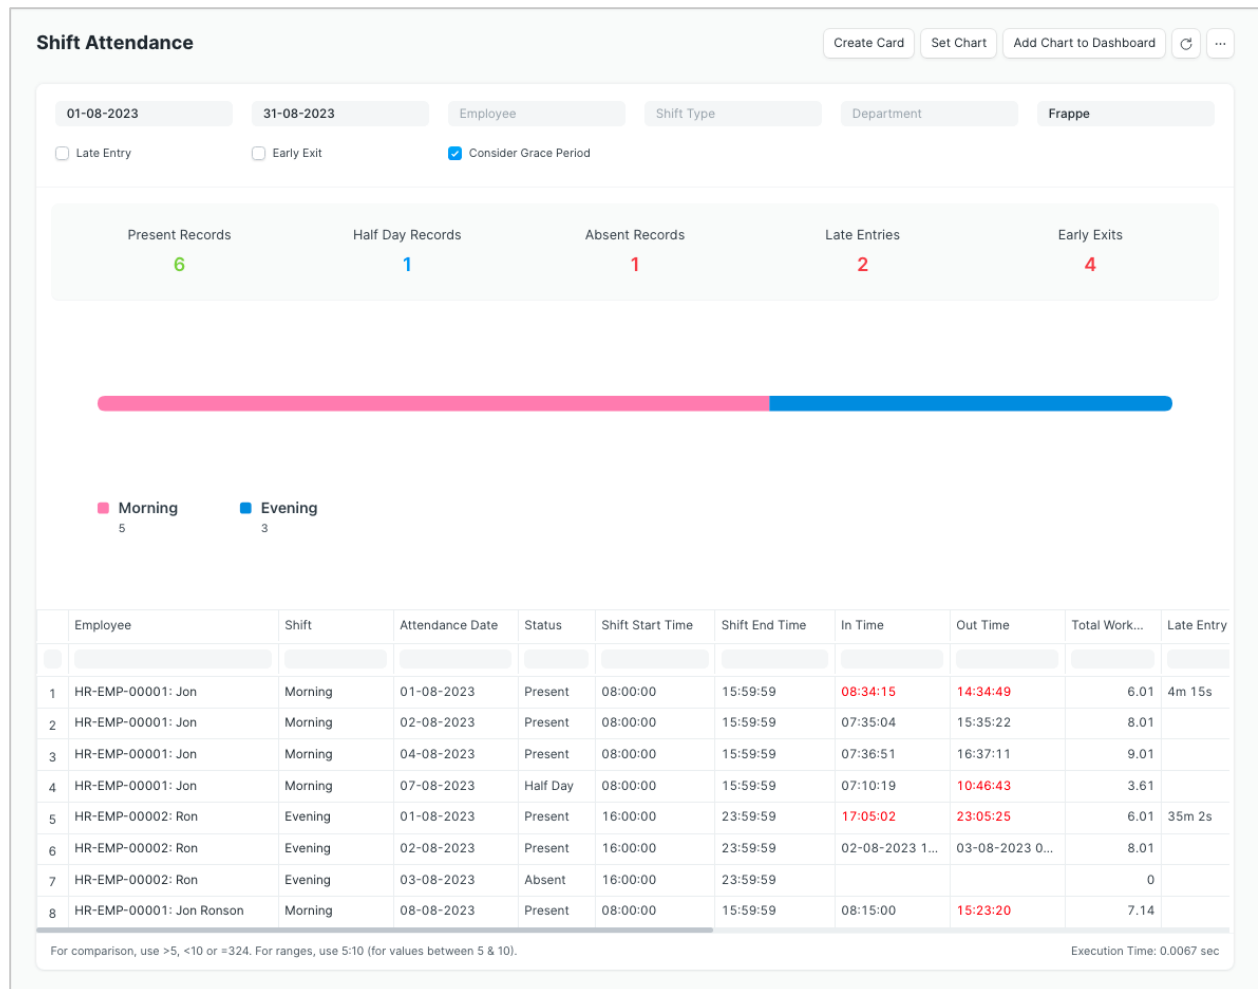 Shift Attendance
Create Card Set Chart Add Chart to Dashboard ...
01-08-2023 31-08-2023 Employee Shift Type Department Frappe
Late Entry Early Exit Consider Grace Period
Present Records Half Day Records Absent Records Late Entries Early Exits
6 1 1 2 4
Morning Evening
5 3
Employee Shift Attendance Date Status Shift Start Time Shift End Time In Time Out Time Total Work... Late Entry
1 HR-EMP-00001: Jon Morning 01-08-2023 Present 08:00:00 15:59:59 08:34:15 14:34:49 6.01 4m 15s
2 HR-EMP-00001: Jon Morning 02-08-2023 Present 08:00:00 15:59:59 07:35:04 15:35:22 8.01
3 HR-EMP-00001: Jon Morning 04-08-2023 Present 08:00:00 15:59:59 07:36:51 16:37:11 9.01
4 HR-EMP-00001: Jon Morning 07-08-2023 Half Day 08:00:00 15:59:59 07:10:19 10:46:43 3.61
5 HR-EMP-00002: Ron Evening 01-08-2023 Present 16:00:00 23:59:59 17:05:02 23:05:25 6.01 35m 2s
6 HR-EMP-00002: Ron Evening 02-08-2023 Present 16:00:00 23:59:59 02-08-2023 1... 03-08-2023 0... 8.01
7 HR-EMP-00002: Ron Evening 03-08-2023 Absent 16:00:00 23:59:59 0
8 HR-EMP-00001: Jon Ronson Morning 08-08-2023 Present 08:00:00 15:59:59 08:15:00 15:23:20 7.14
For comparison, use >5, <10 or =324. For ranges, use 5:10 (for values between 5 & 10). Execution Time: 0.0067 sec